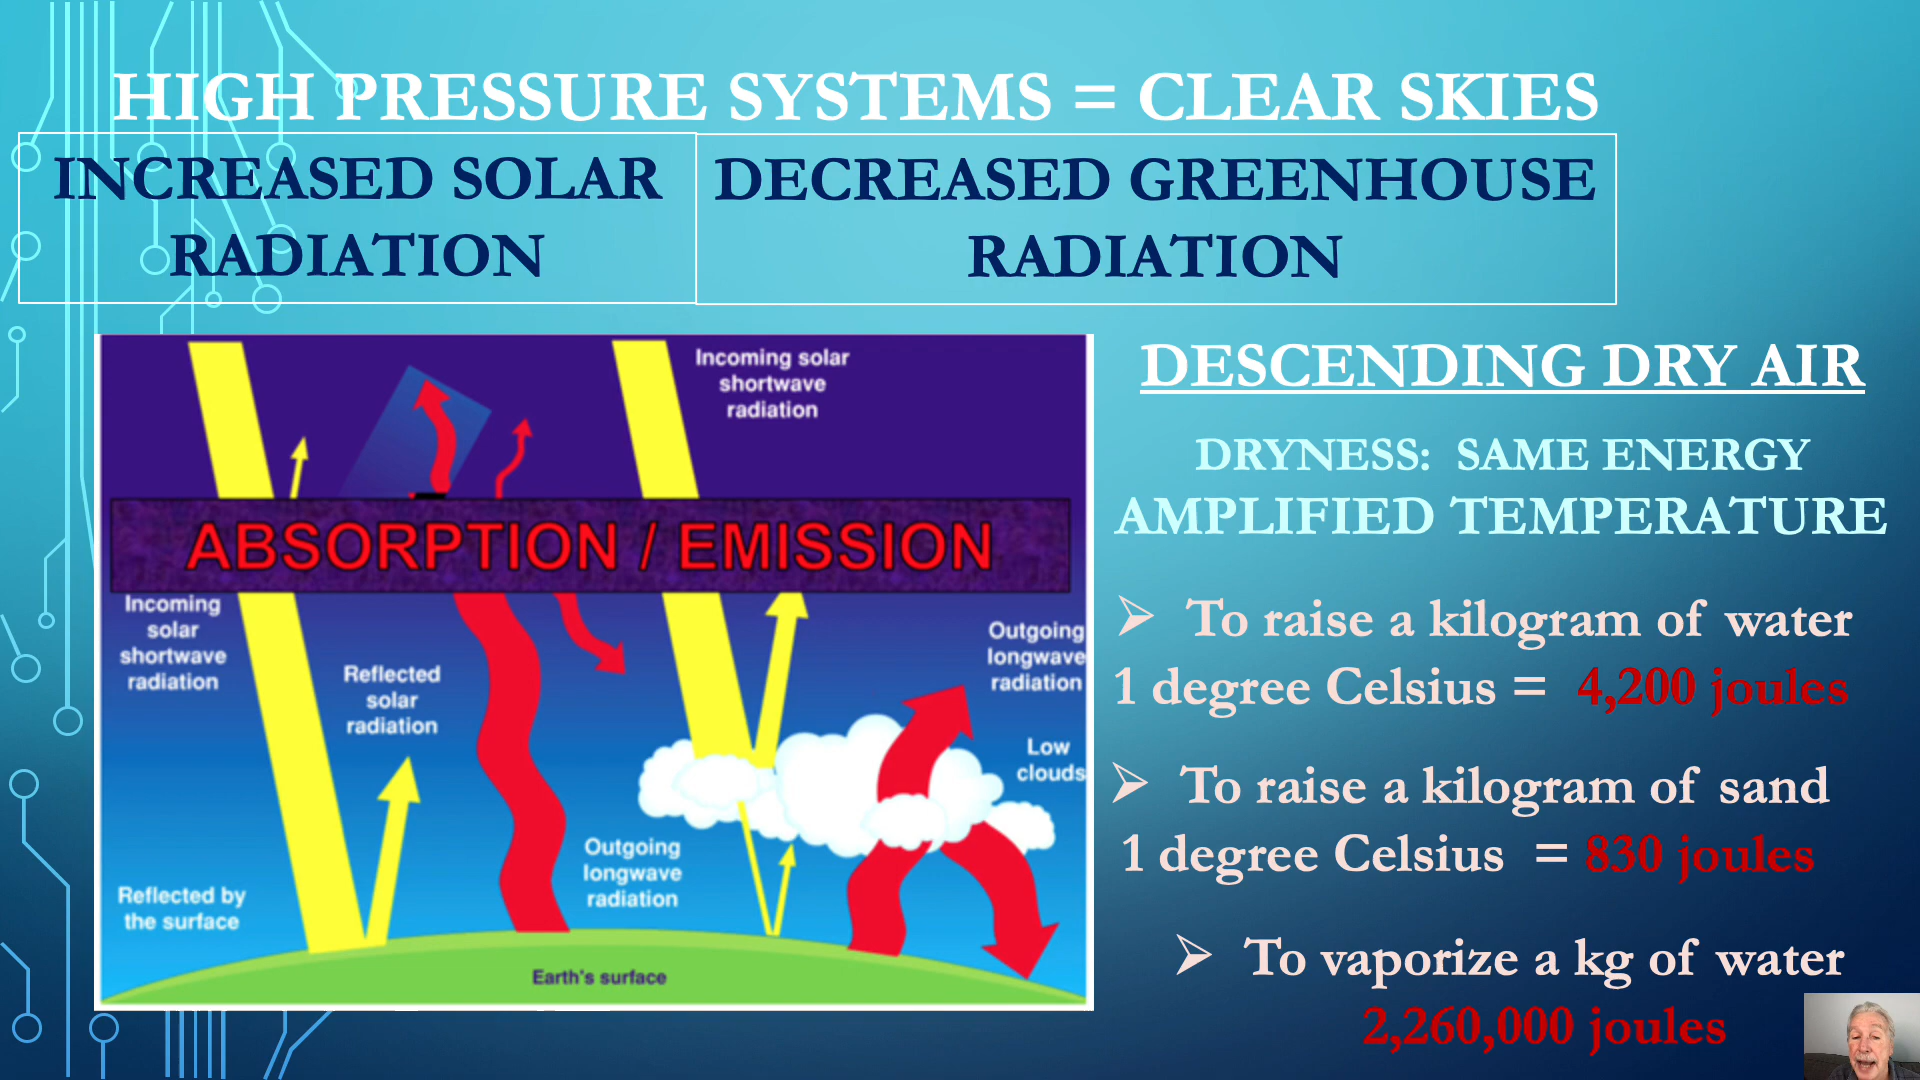 HIGH PRESSURE SYSTEMS = CLEAR SKIES
INCREASED SOLAR
RADIATION
DECREASED GREENHOUSE
RADIATION
Incoming solar
shortwave
radiation
ABSORPTION / EMISSION
Incoming
solar
shortwave
radiation
Reflected
solar
radiation
Outgoing
longwave
radiation
Low
clouds
Outgoing
longwave
radiation
Reflected by
the surface
Earth's surface
DESCENDING DRY AIR
DRYNESS: SAME ENERGY
AMPLIFIED TEMPERATURE
➢ To raise a kilogram of water
1 degree Celsius = 4,200 joules
➢ To raise a kilogram of sand
1 degree Celsius = 830 joules
➢ To vaporize a kg of water
2,260,000 joules